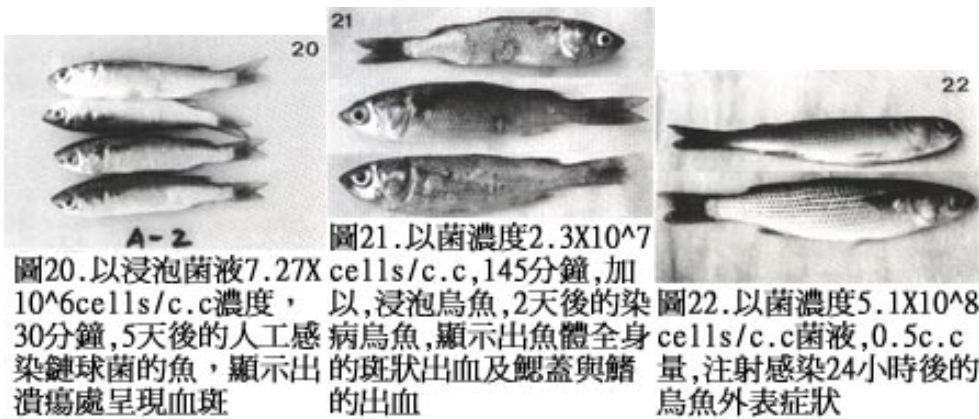 20
A-2
圖20.以浸泡菌液7.27X
10^6cells/c.c濃度，
30分鐘,5天後的人工感
染鏈球菌的魚，顯示出
潰瘍處呈現血斑
21
圖21.以菌濃度2.3X10^7
cells/c.c,145分鐘,加
以,浸泡烏魚,2天後的染
病烏魚,顯示出魚體全身
的斑狀出血及鰓蓋與鰭
的出血
22
圖22.以菌濃度5.1X10^8
cells/c.c菌液,0.5c.c
量,注射感染24小時後的
烏魚外表症狀